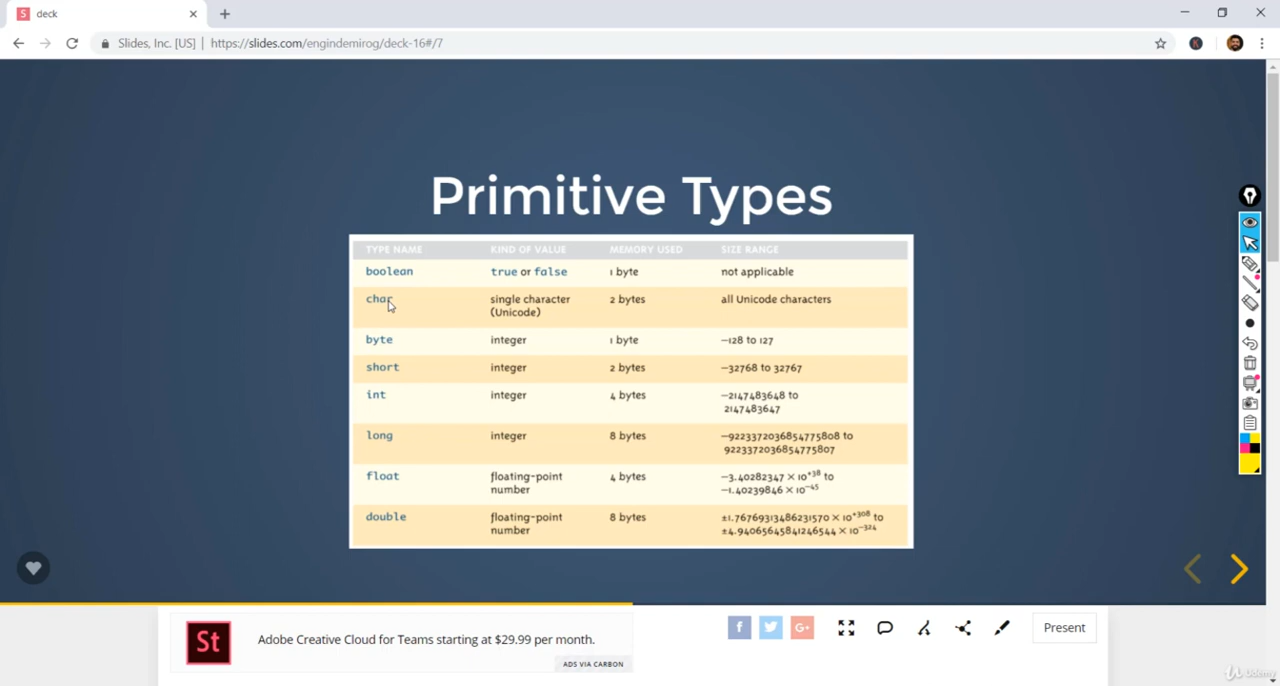 deck
Slides, Inc. [US] | https://slides.com/engindemirog/deck-16#/7
Primitive Types
TYPE NAME KIND OF VALUE MEMORY USED SIZE RANGE
boolean true or false 1 byte not applicable
char single character 2 bytes all Unicode characters
(Unicode)
byte integer 1 byte −128 to 127
short integer 2 bytes −32768 to 32767
int integer 4 bytes −2147483648 to
2147483647
long integer 8 bytes −9223372036854775808 to
9223372036854775807
float floating-point 4 bytes −3.40282347 × 10⁺³⁸ to
number −1.40239846 × 10⁻⁴⁵
double floating-point 8 bytes ±1.76769313486231570 × 10⁺³⁰⁸ to
number ±4.94065645841246544 × 10⁻³²⁴
St
Adobe Creative Cloud for Teams starting at $29.99 per month.
ADS VIA CARBON
f G+ Present
Udemy